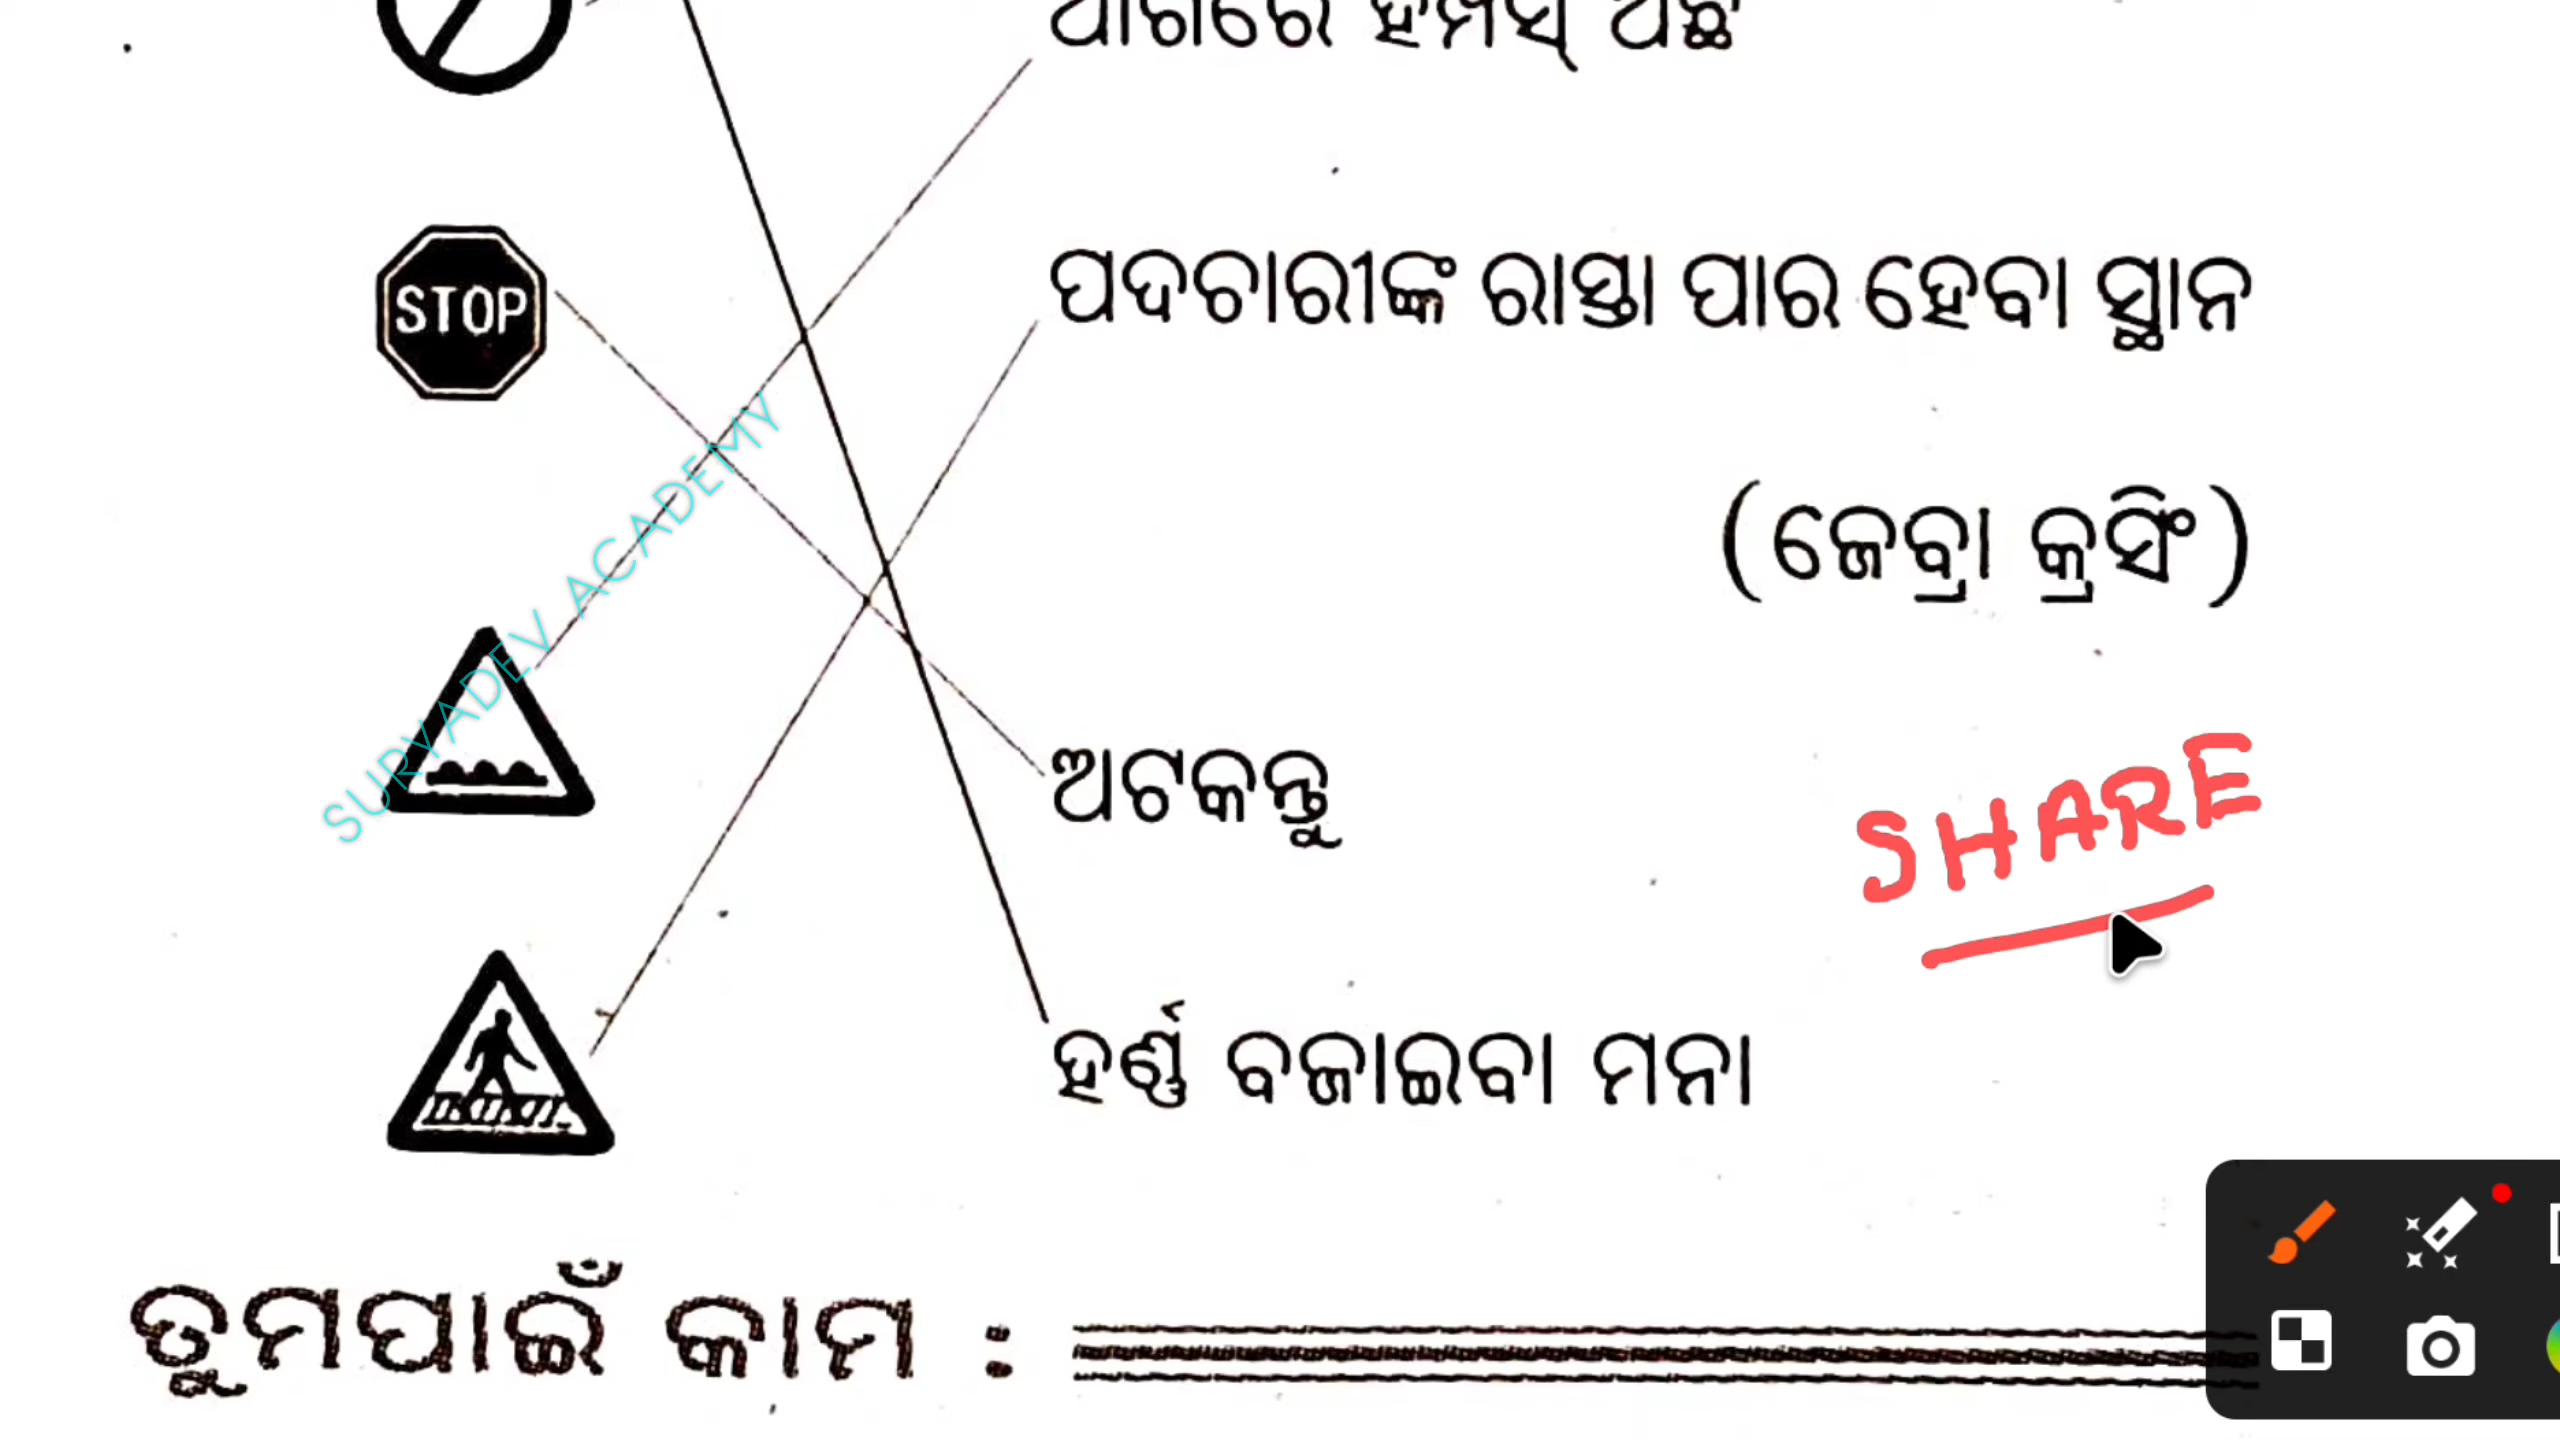 ଆଗରେ ହମ୍ପସ୍ ଅଛି
STOP
ପଦଚାରୀଙ୍କ ରାସ୍ତା ପାର ହେବା ସ୍ଥାନ
(ଜେବ୍ରା କ୍ରସିଂ)
SURYADEV ACADEMY
ଅଟକନ୍ତୁ
SHARE
ହର୍ଣ୍ଣ ବଜାଇବା ମନା
ତୁମପାଇଁ କାମ :